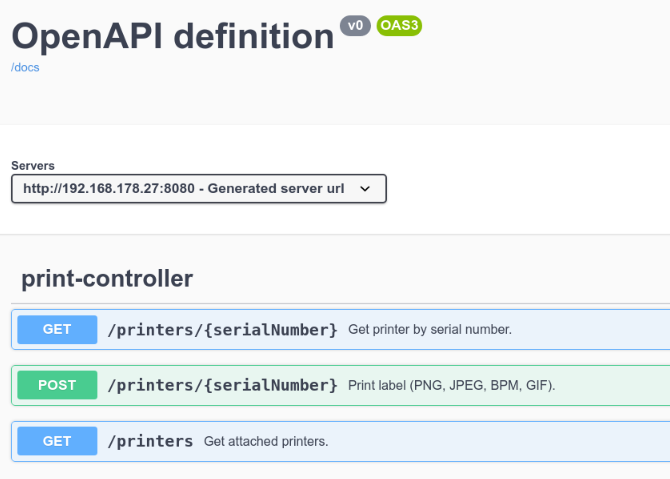 OpenAPI definition v0 OAS3
/docs
Servers
http://192.168.178.27:8080 - Generated server url
print-controller
GET /printers/{serialNumber} Get printer by serial number.
POST /printers/{serialNumber} Print label (PNG, JPEG, BPM, GIF).
GET /printers Get attached printers.